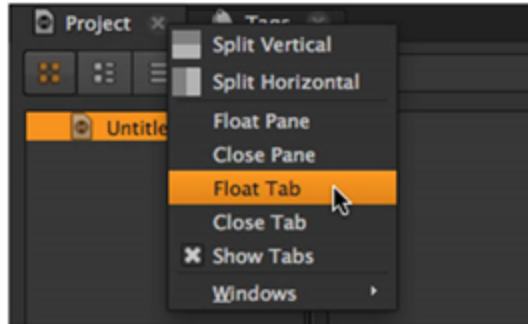 Project
Tags
Split Vertical
Split Horizontal
Untitle
Float Pane
Close Pane
Float Tab
Close Tab
Show Tabs
Windows